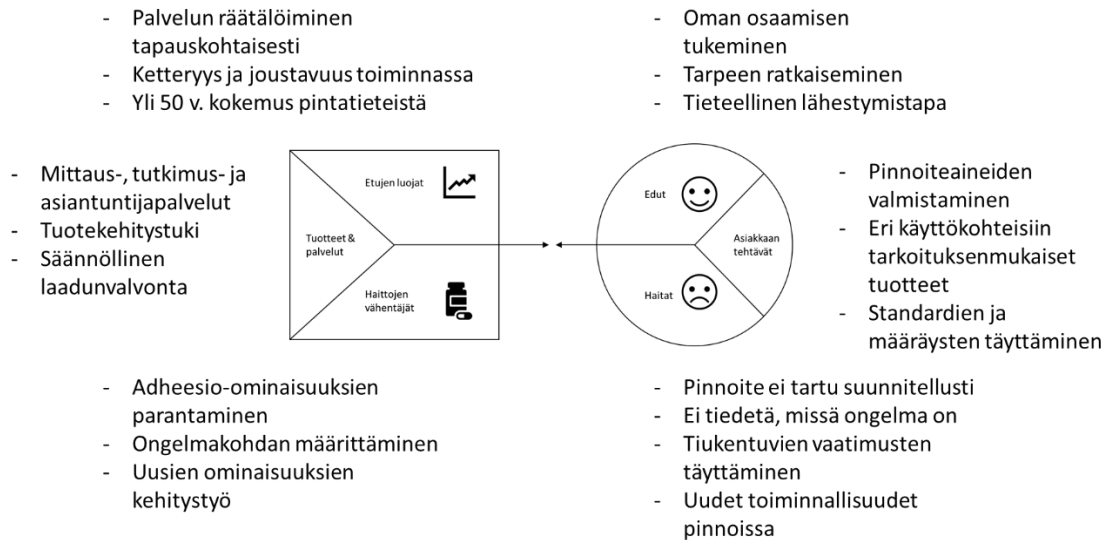 - Palvelun räätälöiminen
tapauskohtaisesti
- Ketteryys ja joustavuus toiminnassa
- Yli 50 v. kokemus pintatieteistä
- Oman osaamisen
tukeminen
- Tarpeen ratkaiseminen
- Tieteellinen lähestymistapa
- Mittaus-, tutkimus- ja
asiantuntijapalvelut
- Tuotekehitystuki
- Säännöllinen
laadunvalvonta
Etujen luojat
Tuotteet &
palvelut
Haittojen
vähentäjät
Edut
Asiakkaan
tehtävät
Haitat
- Pinnoiteaineiden
valmistaminen
- Eri käyttökohteisiin
tarkoituksenmukaiset
tuotteet
- Standardien ja
määräysten täyttäminen
- Adheesio-ominaisuuksien
parantaminen
- Ongelmakohdan määrittäminen
- Uusien ominaisuuksien
kehitystyö
- Pinnoite ei tartu suunnitellusti
- Ei tiedetä, missä ongelma on
- Tiukentuvien vaatimusten
täyttäminen
- Uudet toiminnallisuudet
pinnoissa